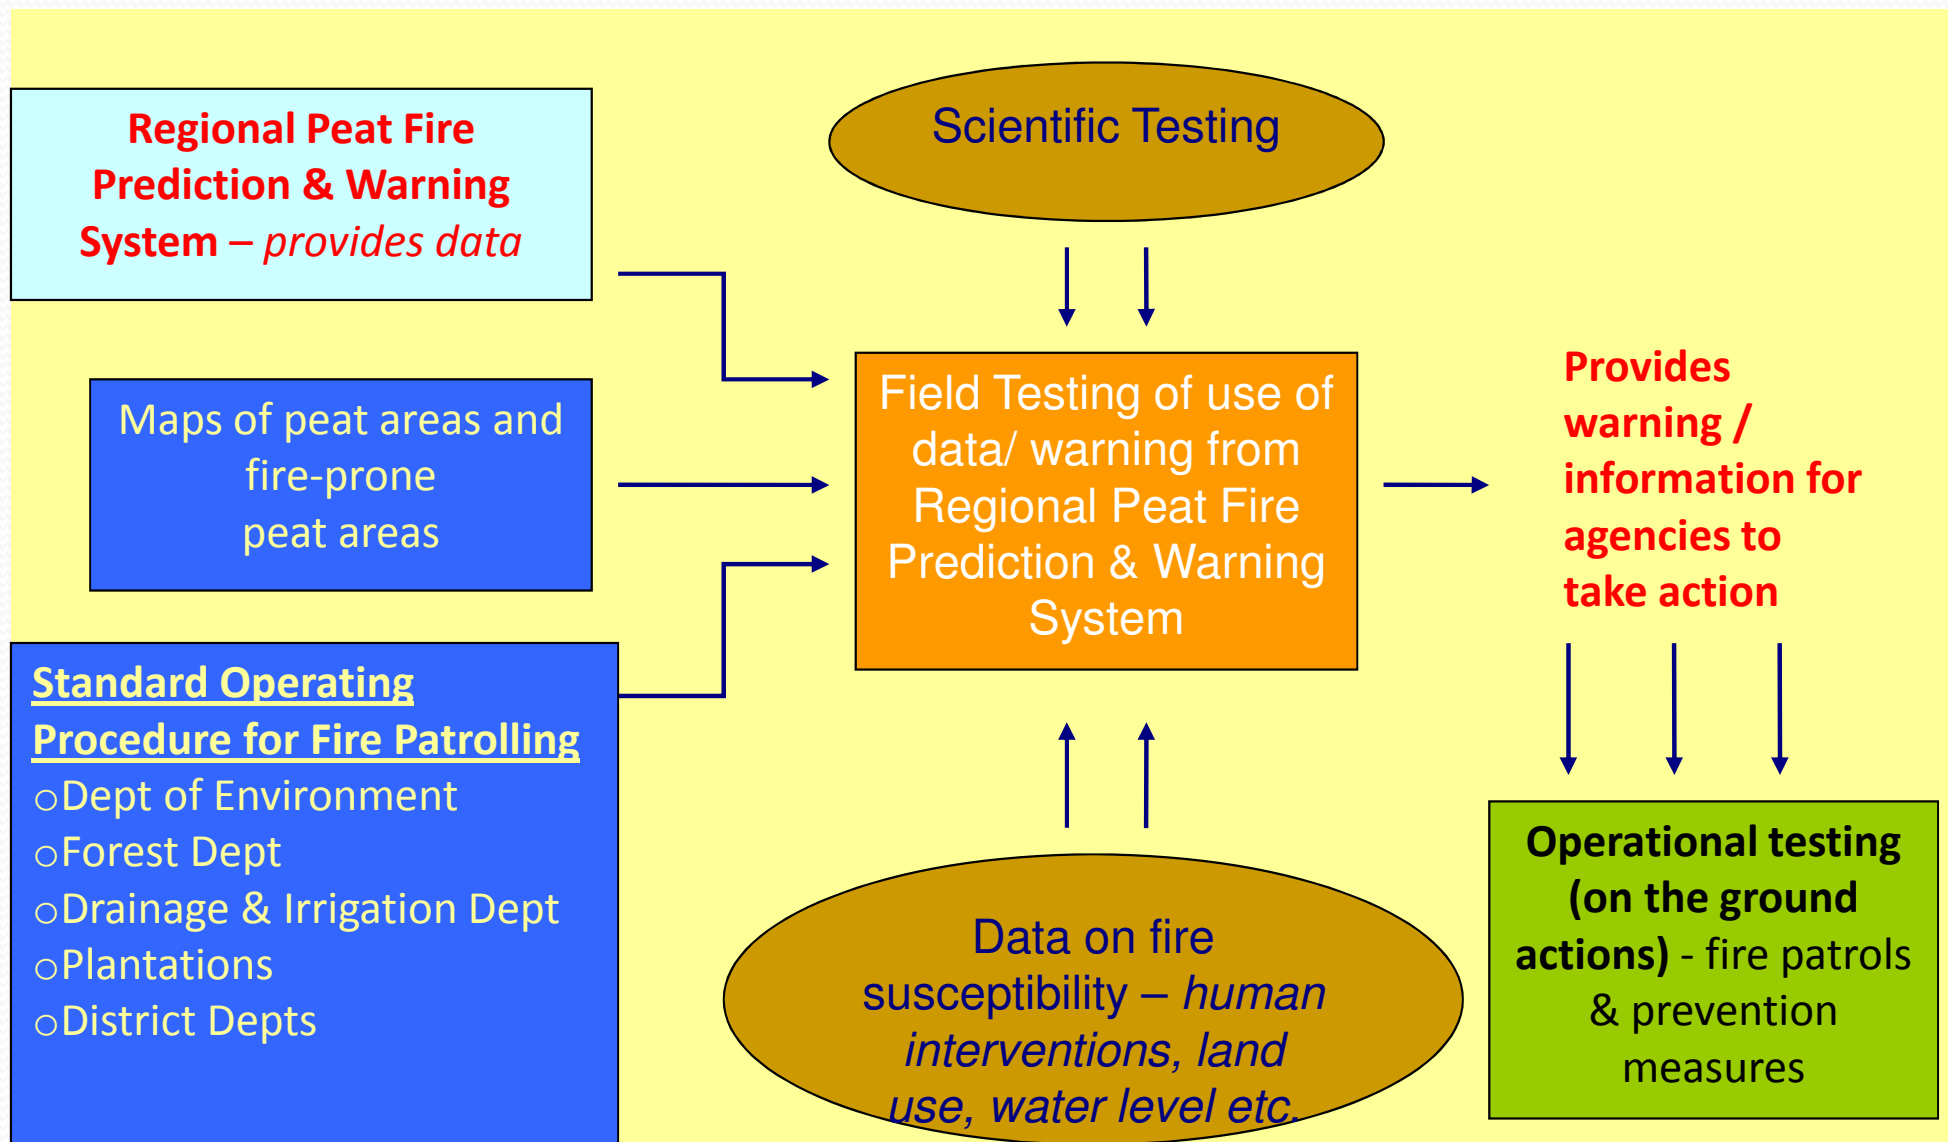 Regional Peat Fire
Prediction & Warning
System – provides data
Scientific Testing
Maps of peat areas and
fire-prone
peat areas
Field Testing of use of
data/ warning from
Regional Peat Fire
Prediction & Warning
System
Provides
warning /
information for
agencies to
take action
Standard Operating
Procedure for Fire Patrolling
oDept of Environment
oForest Dept
oDrainage & Irrigation Dept
oPlantations
oDistrict Depts
Data on fire
susceptibility – human
interventions, land
use, water level etc.
Operational testing
(on the ground
actions) - fire patrols
& prevention
measures